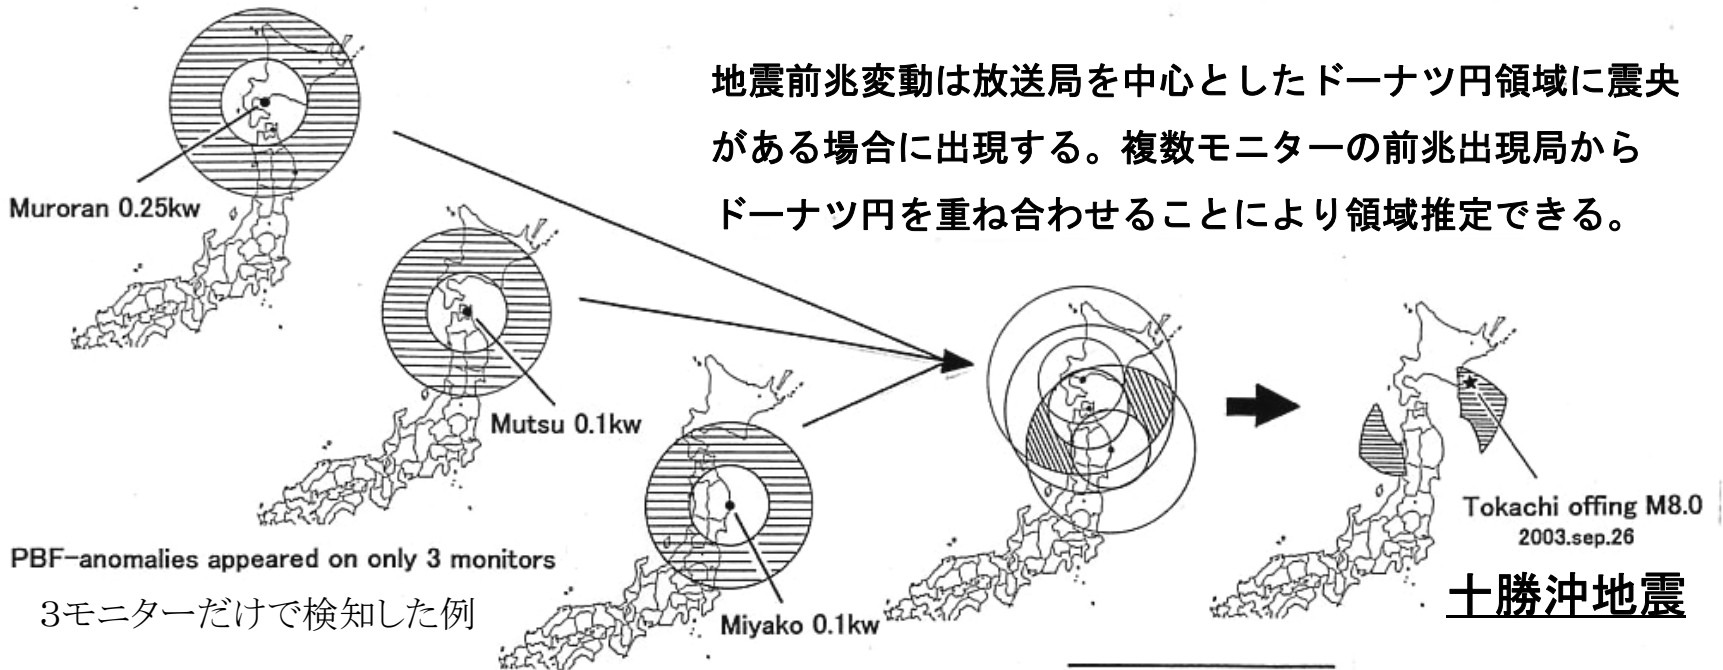 地震前兆変動は放送局を中心としたドーナツ円領域に震央
がある場合に出現する。複数モニターの前兆出現局から
ドーナツ円を重ね合わせることにより領域推定できる。
Muroran 0.25kw
Mutsu 0.1kw
Miyako 0.1kw
PBF-anomalies appeared on only 3 monitors
3モニターだけで検知した例
Tokachi offing M8.0
2003.sep.26
十勝沖地震